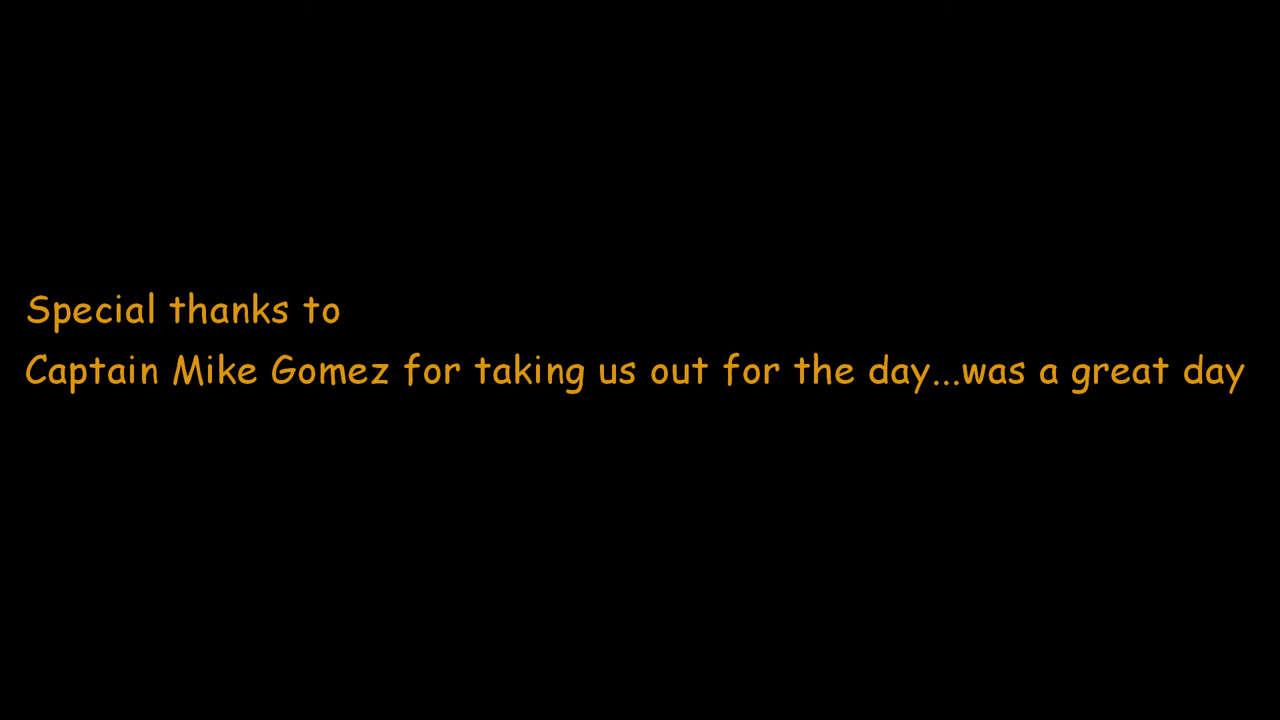 Special thanks to
Captain Mike Gomez for taking us out for the day...was a great day